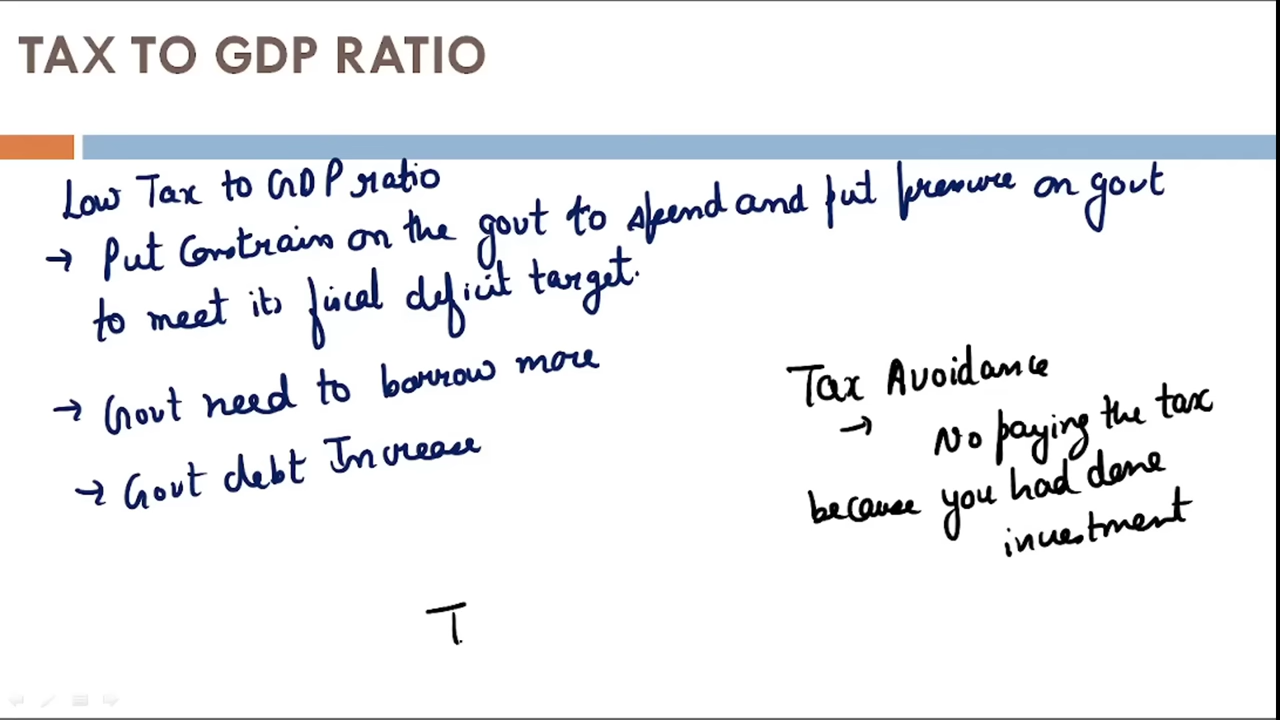 TAX TO GDP RATIO
Low Tax to GDP ratio
→ Put Constrain on the govt to spend and put pressure on govt
to meet its fiscal deficit target.
→ Govt need to borrow more
→ Govt debt Increase
Tax Avoidance
→ No paying the tax
because you had done
investment
T